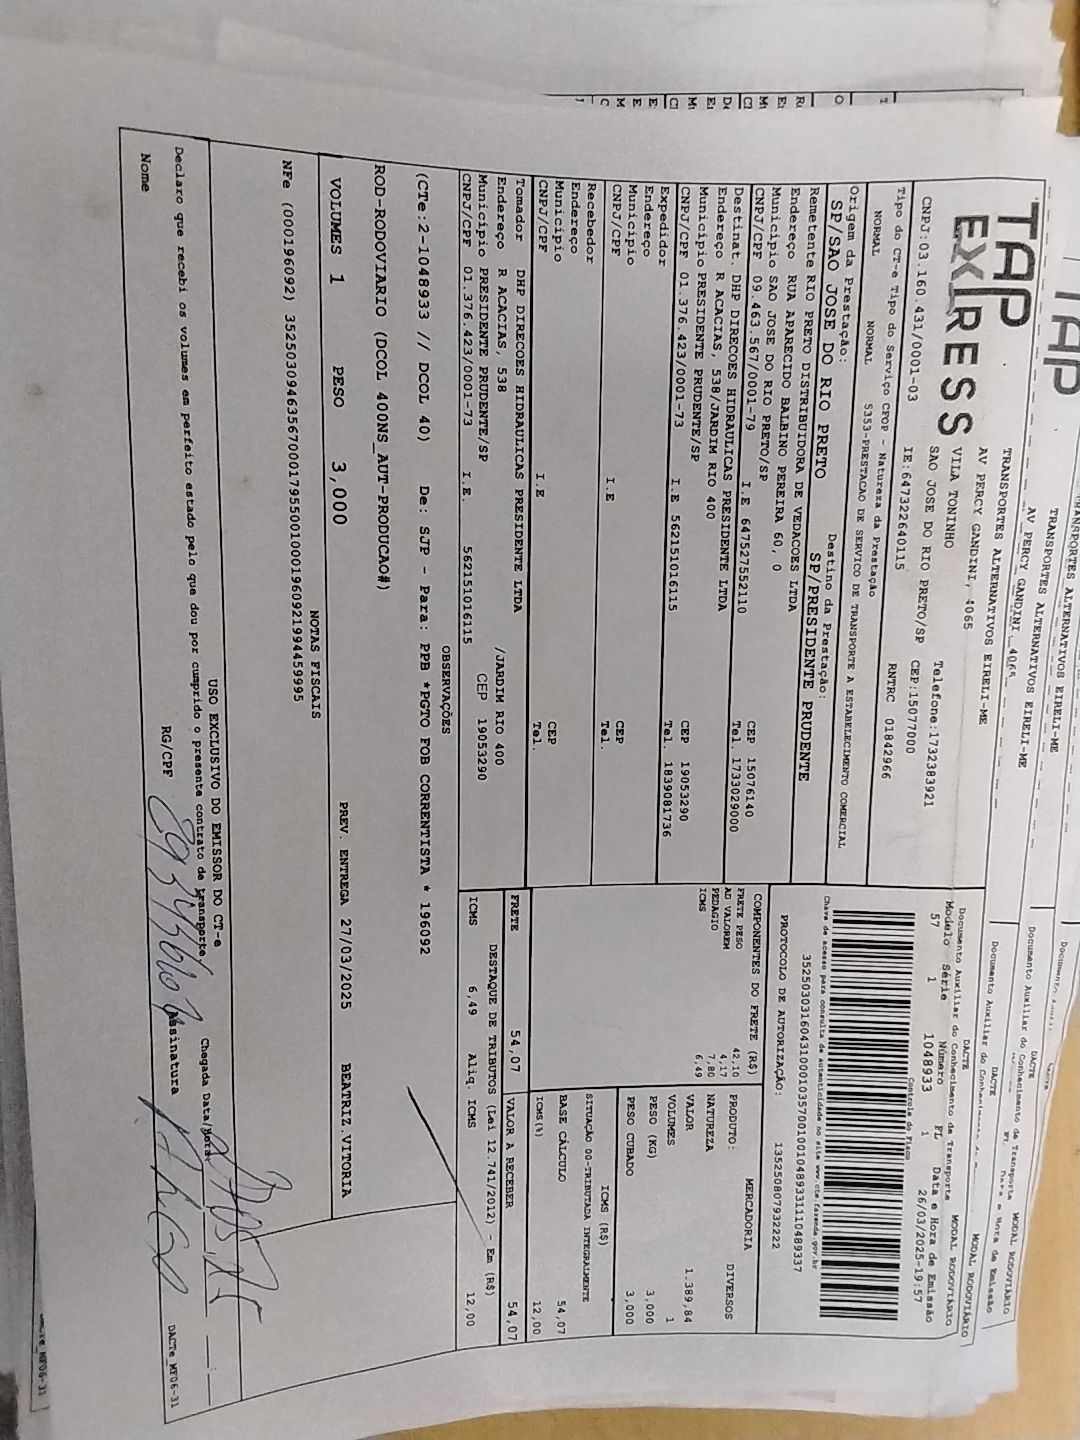 TAP
EXPRESS
TRANSPORTES ALTERNATIVOS EIRELI-ME
AV PERCY GANDINI, 4065
VILA TONINHO
SAO JOSE DO RIO PRETO/SP
Telefone:1732383921
CEP:15077000
CNPJ:03.160.431/0001-03
IE:647322640115
RNTRC 01842966
DACTE
Documento Auxiliar do Conhecimento de Transporte
MODAL RODOVIÁRIO
Modelo Série Número FL Data e Hora de Emissão
57 1 1048933 1 26/03/2025-19:57
Controle do Fisco
Tipo do CT-e Tipo do Serviço CFOP - Natureza da Prestação
NORMAL NORMAL 5353-PRESTACAO DE SERVICO DE TRANSPORTE A ESTABELECIMENTO COMERCIAL
Chave de acesso para consulta de autenticidade no site www.cte.fazenda.gov.br
PROTOCOLO DE AUTORIZAÇÃO: 135250807932222
Origem da Prestação: Destino da Prestação:
SP/SAO JOSE DO RIO PRETO SP/PRESIDENTE PRUDENTE
Remetente RIO PRETO DISTRIBUIDORA DE VEDACOES LTDA
Endereço RUA APARECIDO BALBINO PEREIRA 60, 0
Município SAO JOSE DO RIO PRETO/SP CEP 15076140
CNPJ/CPF 09.463.567/0001-79 I.E 647527552110 Tel. 1733029000
Destinat. DHP DIRECOES HIDRAULICAS PRESIDENTE LTDA
Endereço R ACACIAS, 538/JARDIM RIO 400
Município PRESIDENTE PRUDENTE/SP CEP 19053290
CNPJ/CPF 01.376.423/0001-73 I.E 562151016115 Tel 1839081736
Expedidor
Endereço
Município CEP
CNPJ/CPF I.E Tel.
Recebedor
Endereço
Município CEP
CNPJ/CPF I.E Tel.
Tomador DHP DIRECOES HIDRAULICAS PRESIDENTE LTDA
Endereço R ACACIAS, 538 /JARDIM RIO 400
Município PRESIDENTE PRUDENTE/SP CEP 19053290
CNPJ/CPF 01.376.423/0001-73 I.E. 562151016115
COMPONENTES DO FRETE (R$)
FRETE PESO 42,10
AD VALOREM 4,17
PEDAGIO 7,80
ICMS 6,49
PRODUTO: MERCADORIA
NATUREZA DIVERSOS
VALOR 1.389,84
VOLUMES 1
PESO (KG) 3,000
PESO CUBADO 3,000
ICMS (R$)
SITUAÇÃO 00-TRIBUTADA INTEGRALMENTE
BASE CÁLCULO 54,07
ICMS(%) 12,00
FRETE 54,07 VALOR A RECEBER 54,07
DESTAQUE DE TRIBUTOS (Lei 12.741/2012) - Em (R$)
ICMS 6,49 Aliq. ICMS 12,00
OBSERVAÇÕES
(CTe:2-1048933 // DCOL 40) De: SJP - Para: PPB *PGTO FOB CORRENTISTA * 196092
ROD-RODOVIARIO (DCOL 400NS_AUT-PRODUCAO#)
VOLUMES 1 PESO 3,000 PREV. ENTREGA 27/03/2025 BEATRIZ.VITORIA
NOTAS FISCAIS
NFe (000196092)
USO EXCLUSIVO DO EMISSOR DO CT-e
Declaro que recebi os volumes em perfeito estado pelo que dou por cumprido o presente contrato de transporte
Chegada Data/Hora:
Nome RG/CPF Assinatura
DACTe_MF06-31